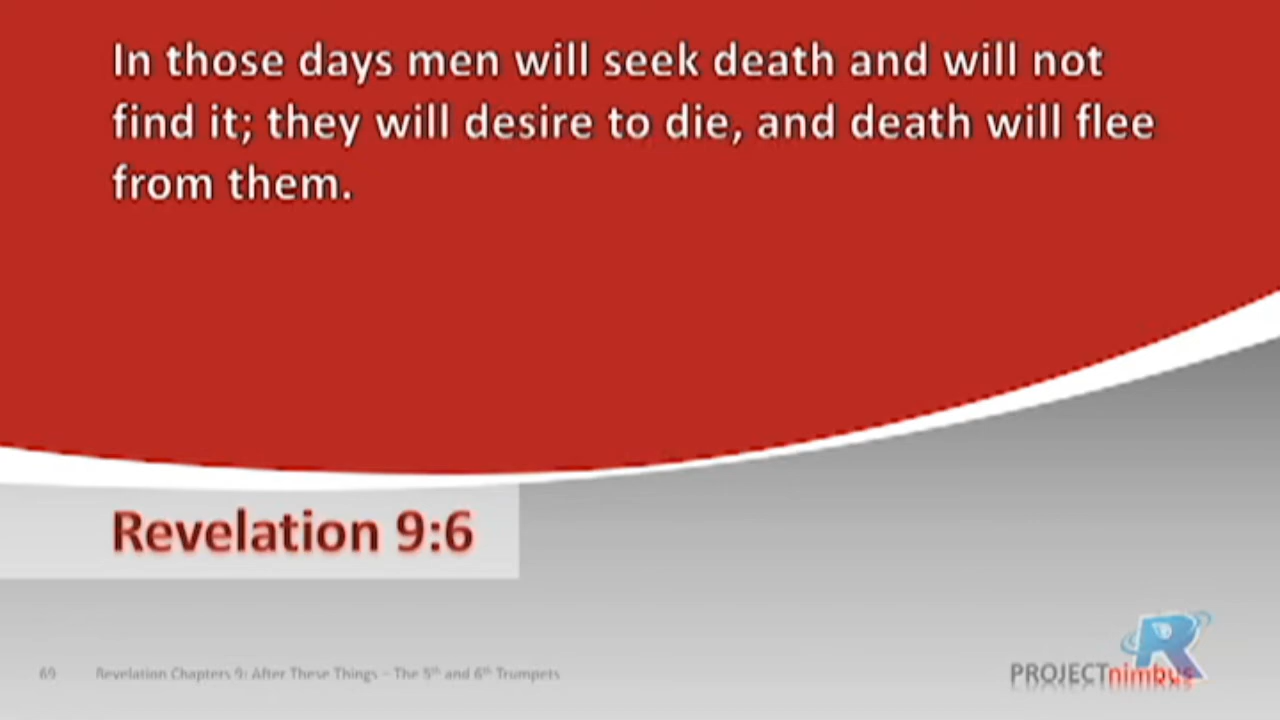 In those days men will seek death and will not
find it; they will desire to die, and death will flee
from them.
Revelation 9:6
69 Revelation Chapters 9: After These Things – The 5th and 6th Trumpets
R
PROJECTnimbus